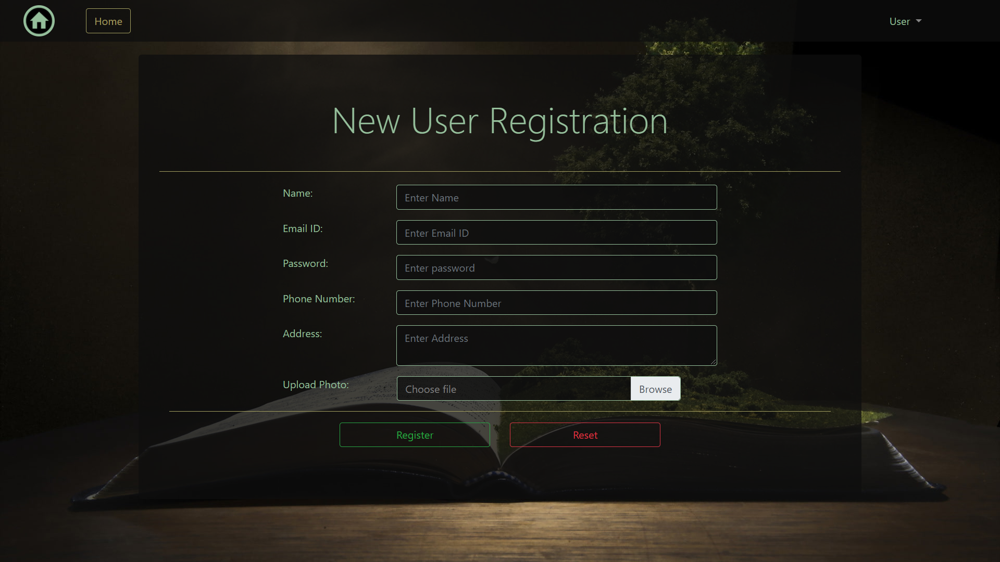 Home
User
New User Registration
Name:
Enter Name
Email ID:
Enter Email ID
Password:
Enter password
Phone Number:
Enter Phone Number
Address:
Enter Address
Upload Photo:
Choose file
Browse
Register
Reset